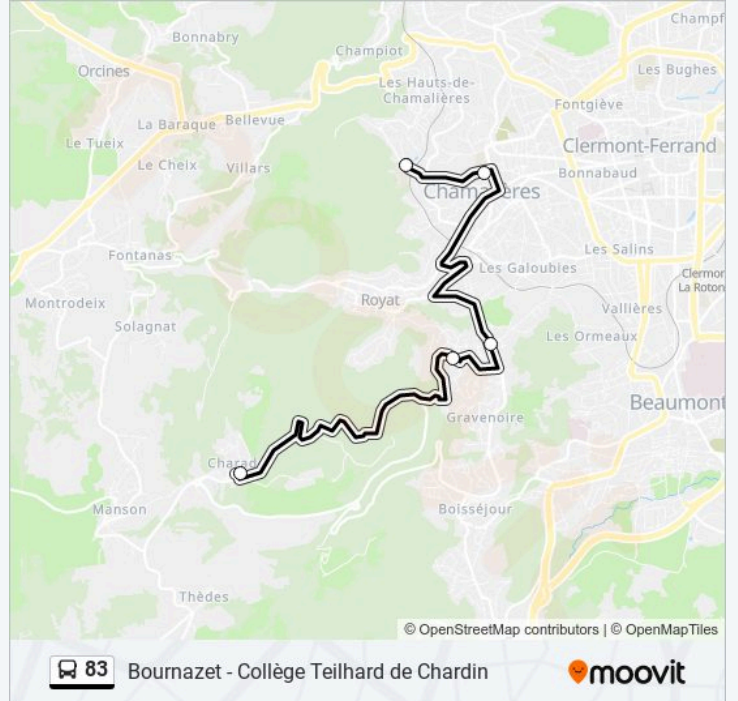 Champf
Bonnabry
Champiot
Orcines
Les Hauts-de-
Chamalières
Les Bughes
Fontgiève
La Baraque
Bellevue
Le Tueix
Clermont-Ferrand
Le Cheix
Villars
Bonnabaud
Chamalières
Fontanas
Les Salins
Les Galoubies
Clermor
La Roton
Montrodeix
Royat
Vallières
Solagnat
Les Ormeaux
Beaumont
Gravenoire
Charad
Manson
Boisséjour
Thèdes
© OpenStreetMap contributors | © OpenMapTiles
83 Bournazet - Collège Teilhard de Chardin
moovit